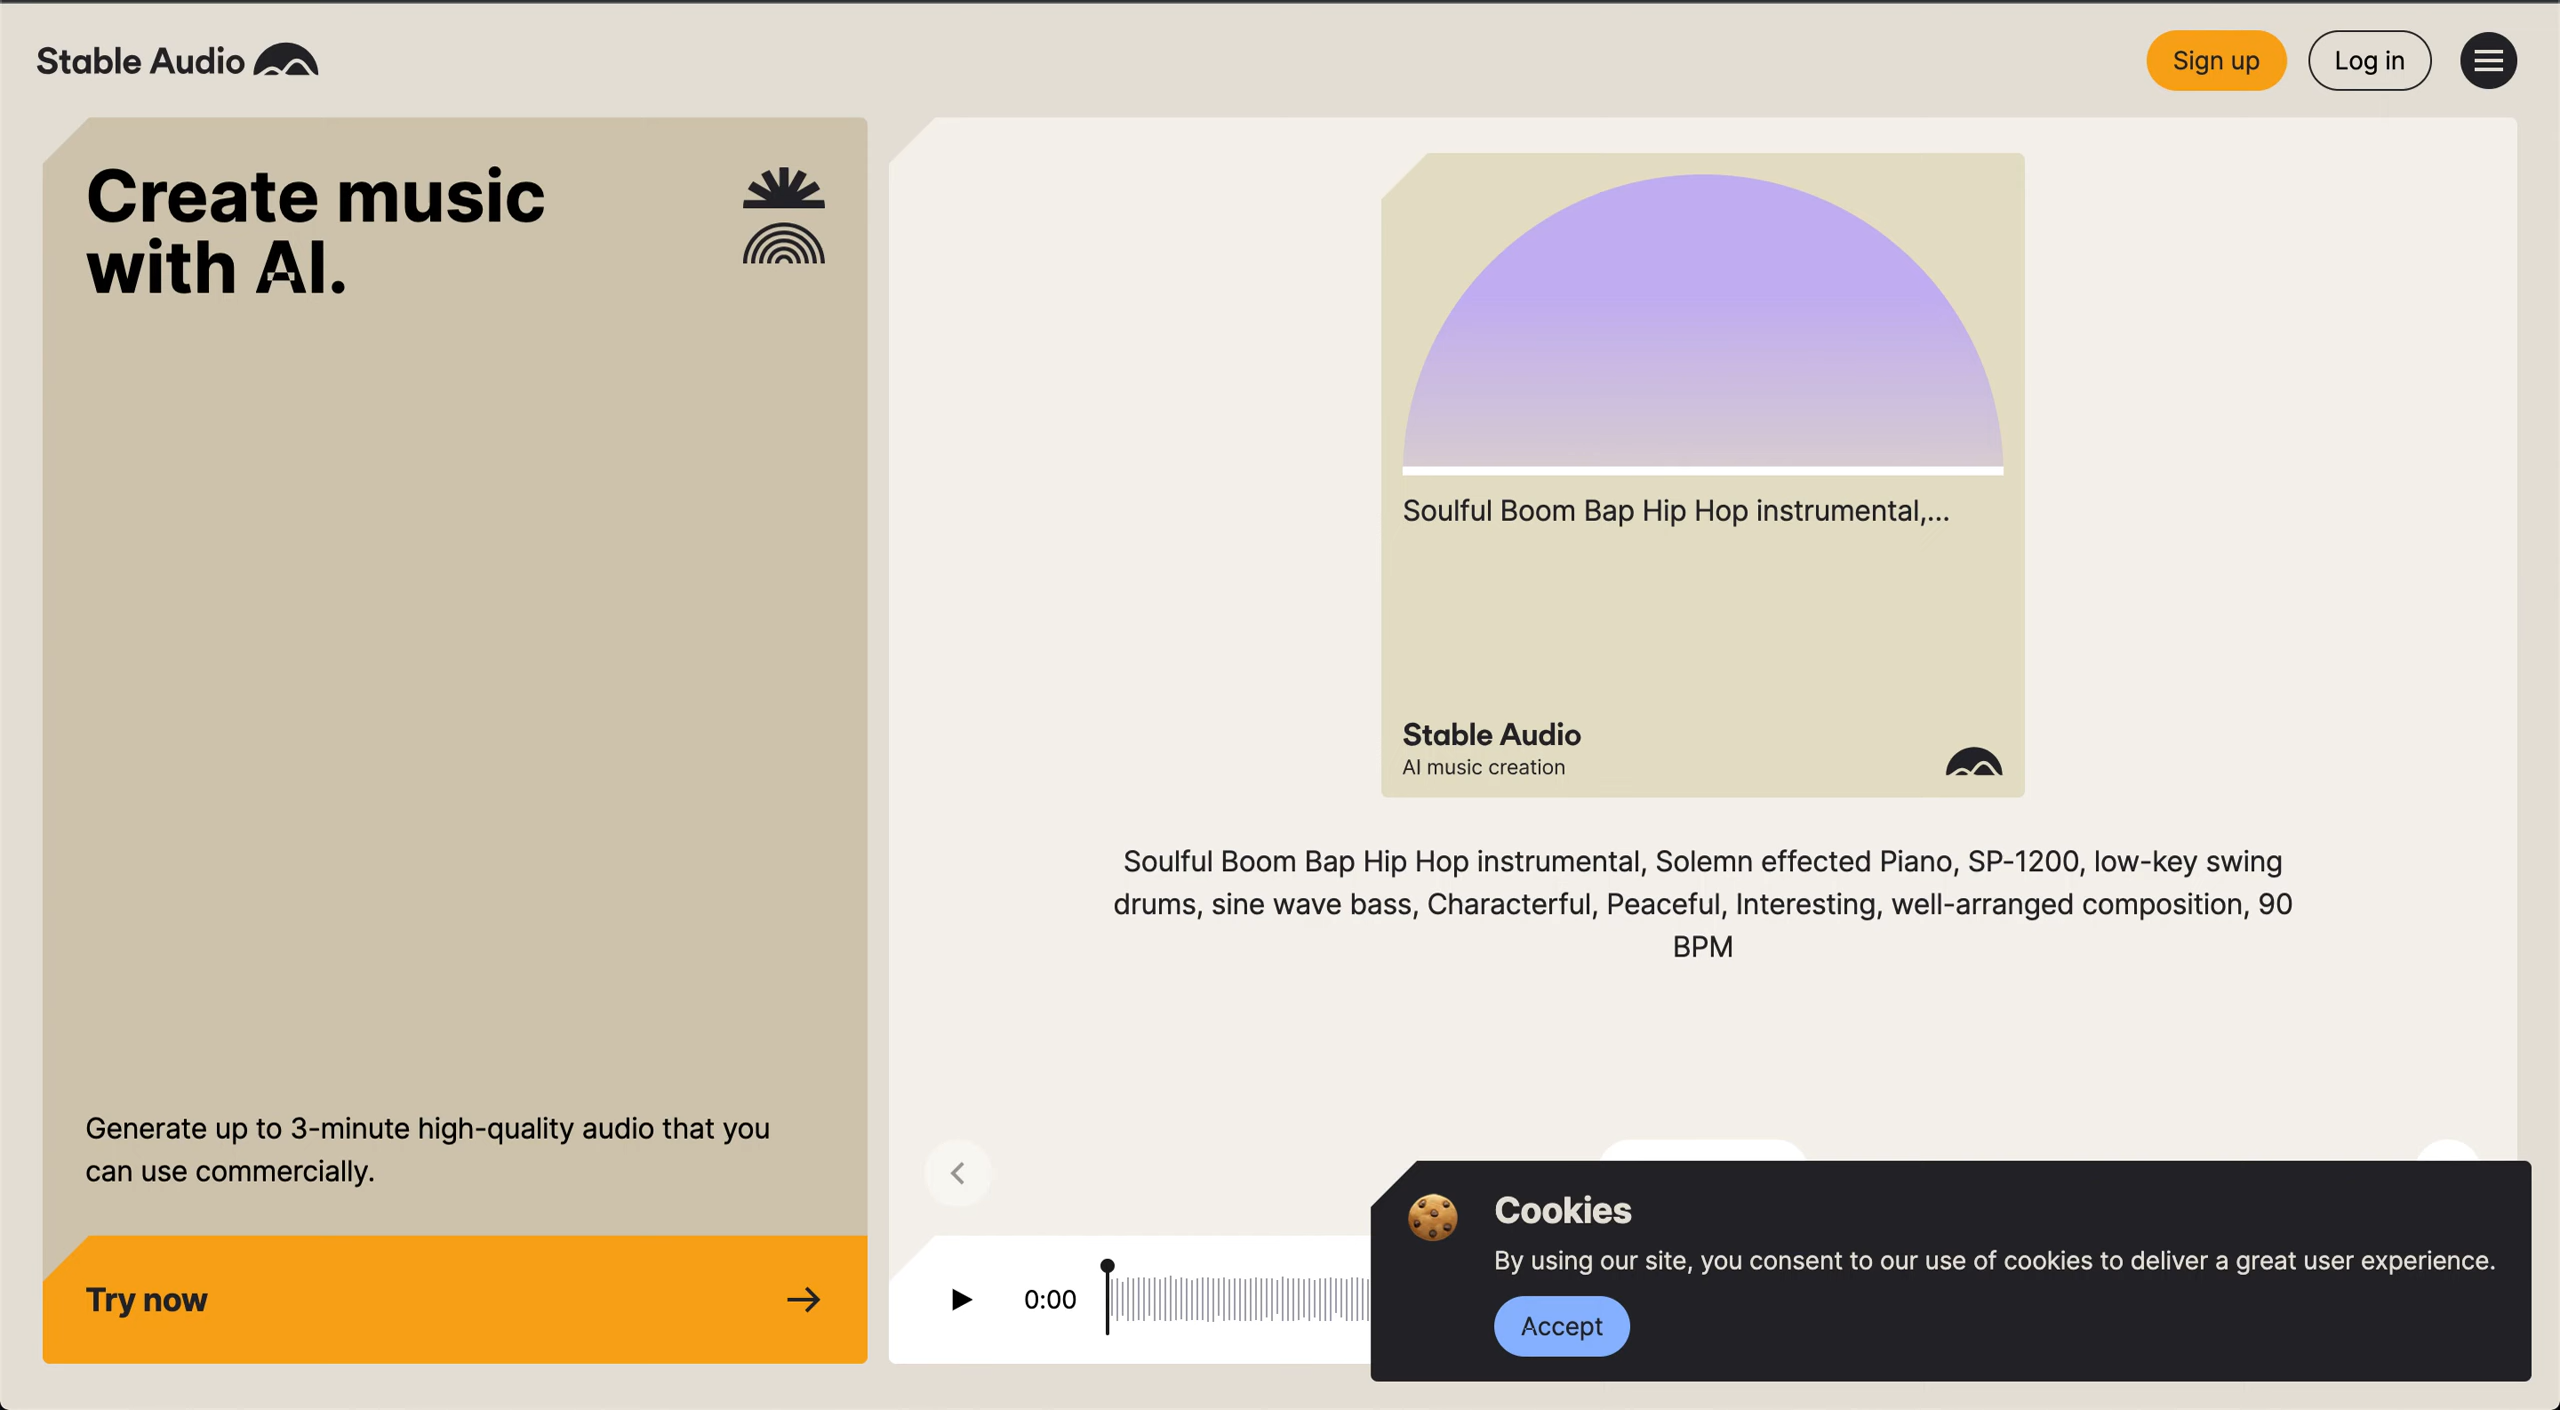 Stable Audio
Sign up
Log in
Create music
with AI.
Generate up to 3-minute high-quality audio that you
can use commercially.
Try now
Soulful Boom Bap Hip Hop instrumental,...
Stable Audio
AI music creation
Soulful Boom Bap Hip Hop instrumental, Solemn effected Piano, SP-1200, low-key swing
drums, sine wave bass, Characterful, Peaceful, Interesting, well-arranged composition, 90
BPM
0:00
Cookies
By using our site, you consent to our use of cookies to deliver a great user experience.
Accept